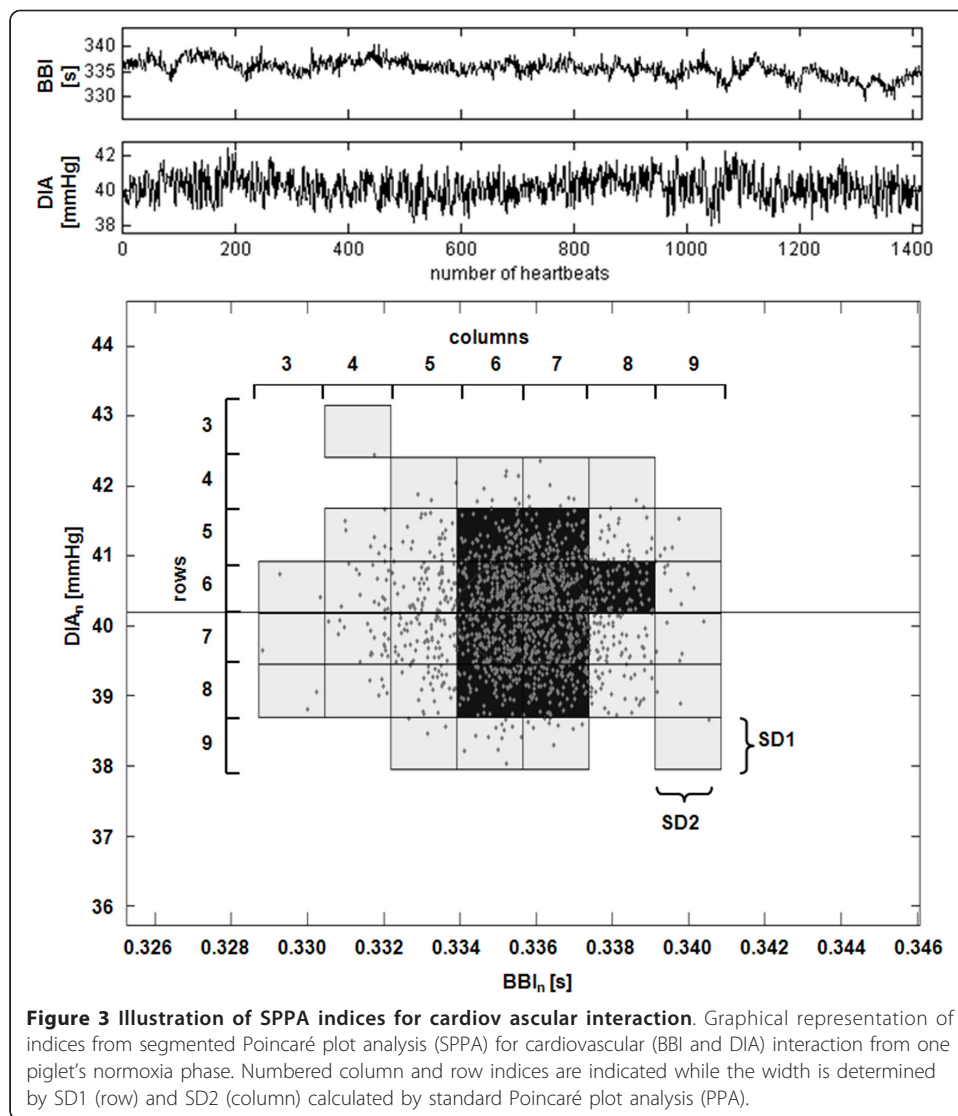 BBI
[s]
340
335
330
DIA
[mmHg]
42
40
38
0 200 400 600 800 1000 1200 1400
number of heartbeats
columns
3 4 5 6 7 8 9
rows
3
4
5
6
7
8
9
DIAn [mmHg]
44
43
42
41
40
39
38
37
36
SD1
SD2
0.326 0.328 0.330 0.332 0.334 0.336 0.338 0.340 0.342 0.344 0.346
BBIn [s]
Figure 3 Illustration of SPPA indices for cardiov ascular interaction. Graphical representation of
indices from segmented Poincaré plot analysis (SPPA) for cardiovascular (BBI and DIA) interaction from one
piglet's normoxia phase. Numbered column and row indices are indicated while the width is determined
by SD1 (row) and SD2 (column) calculated by standard Poincaré plot analysis (PPA).